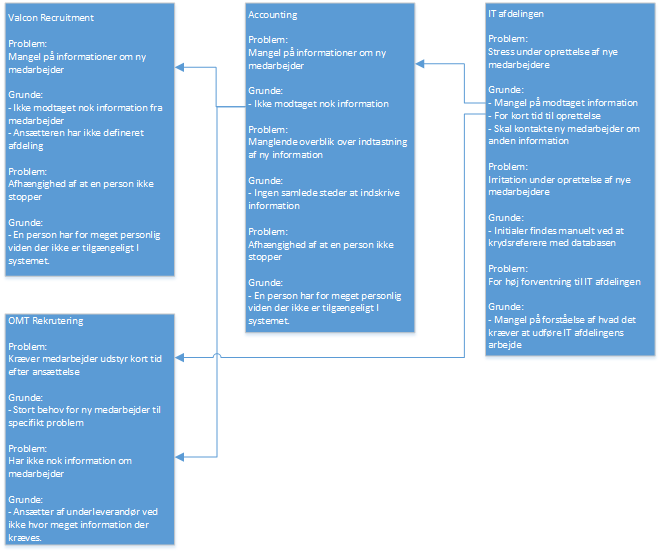 Valcon Recruitment
Problem:
Mangel på informationer om ny
medarbejder
Grunde:
- Ikke modtaget nok information fra
medarbejder
- Ansætteren har ikke defineret
afdeling
Problem:
Afhængighed af at en person ikke
stopper
Grunde:
- En person har for meget personlig
viden der ikke er tilgængeligt I
systemet.
OMT Rekrutering
Problem:
Kræver medarbejder udstyr kort tid
efter ansættelse
Grunde:
- Stort behov for ny medarbejder til
specifikt problem
Problem:
Har ikke nok information om
medarbejder
Grunde:
- Ansætter af underleverandør ved
ikke hvor meget information der
kræves.
Accounting
Problem:
Mangel på informationer om ny
medarbejder
Grunde:
- Ikke modtaget nok information
Problem:
Manglende overblik over indtastning
af ny information
Grunde:
- Ingen samlede steder at indskrive
information
Problem:
Afhængighed af at en person ikke
stopper
Grunde:
- En person har for meget personlig
viden der ikke er tilgængeligt I
systemet.
IT afdelingen
Problem:
Stress under oprettelse af nye
medarbejdere
Grunde:
- Mangel på modtaget information
- For kort tid til oprettelse
- Skal kontakte ny medarbejder om
anden information
Problem:
Irritation under oprettelse af nye
medarbejdere
Grunde:
- Initialer findes manuelt ved at
krydsreferere med databasen
Problem:
For høj forventning til IT afdelingen
Grunde:
- Mangel på forståelse af hvad det
kræver at udføre IT afdelingens
arbejde